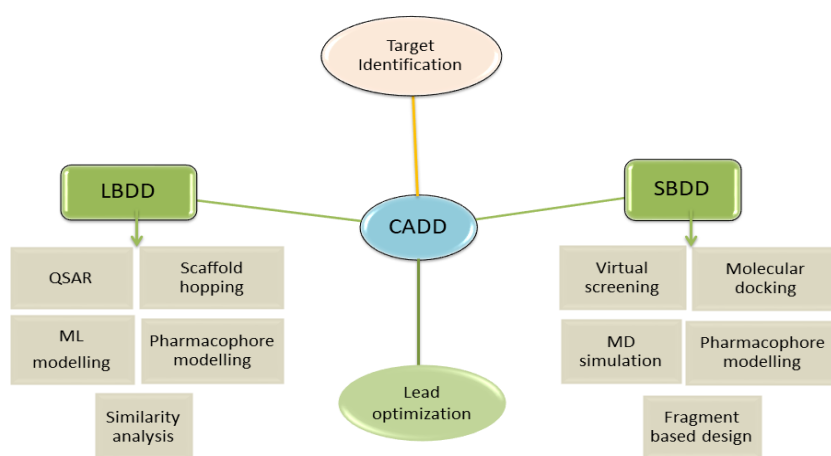 Target
Identification
LBDD
SBDD
CADD
QSAR
Scaffold
hopping
ML
modelling
Pharmacophore
modelling
Similarity
analysis
Virtual
screening
Molecular
docking
MD
simulation
Pharmacophore
modelling
Fragment
based design
Lead
optimization